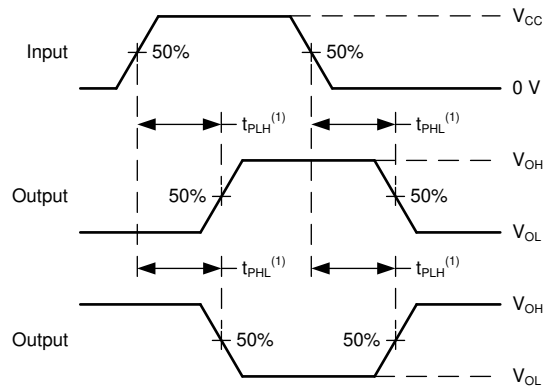 V_CC
Input 50% 50%
0 V
t_PLH^(1) t_PHL^(1)
V_OH
Output 50% 50%
V_OL
t_PHL^(1) t_PLH^(1)
V_OH
Output 50% 50%
V_OL